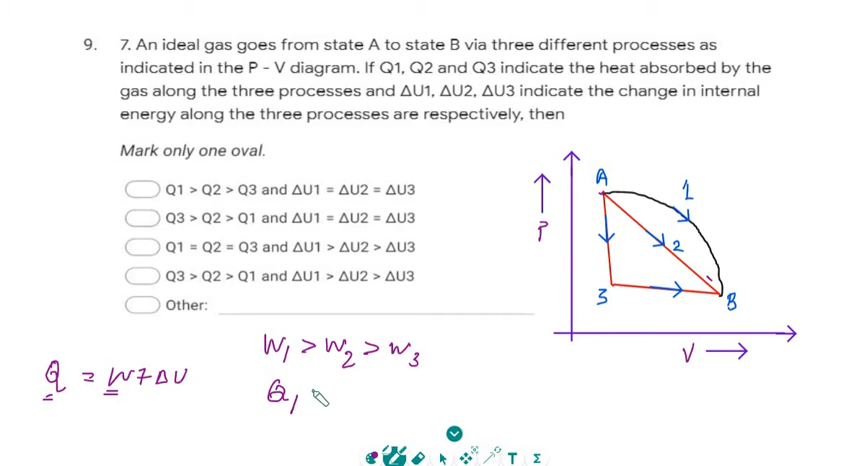 9. 7. An ideal gas goes from state A to state B via three different processes as
indicated in the P - V diagram. If Q1, Q2 and Q3 indicate the heat absorbed by the
gas along the three processes and ΔU1, ΔU2, ΔU3 indicate the change in internal
energy along the three processes are respectively, then
Mark only one oval.
Q1 > Q2 > Q3 and ΔU1 = ΔU2 = ΔU3
Q3 > Q2 > Q1 and ΔU1 = ΔU2 = ΔU3
Q1 = Q2 = Q3 and ΔU1 > ΔU2 > ΔU3
Q3 > Q2 > Q1 and ΔU1 > ΔU2 > ΔU3
Other:
A
1
P
2
3
B
V
W1 > W2 > W3
Q = W + ΔU
Q1
T Σ